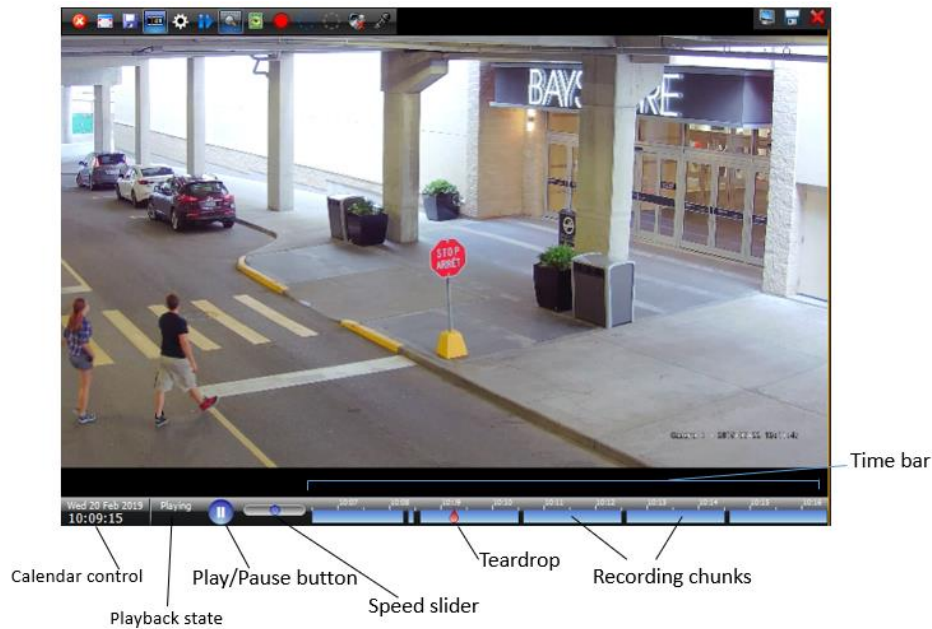 BAYS RE
STOP
ARRÊT
Time bar
Wed 20 Feb 2019
Playing
10:07 10:08 10:09 10:10 10:11 10:12 10:13 10:14 10:15 10:16
10:09:15
Teardrop
Recording chunks
Calendar control
Play/Pause button
Speed slider
Playback state